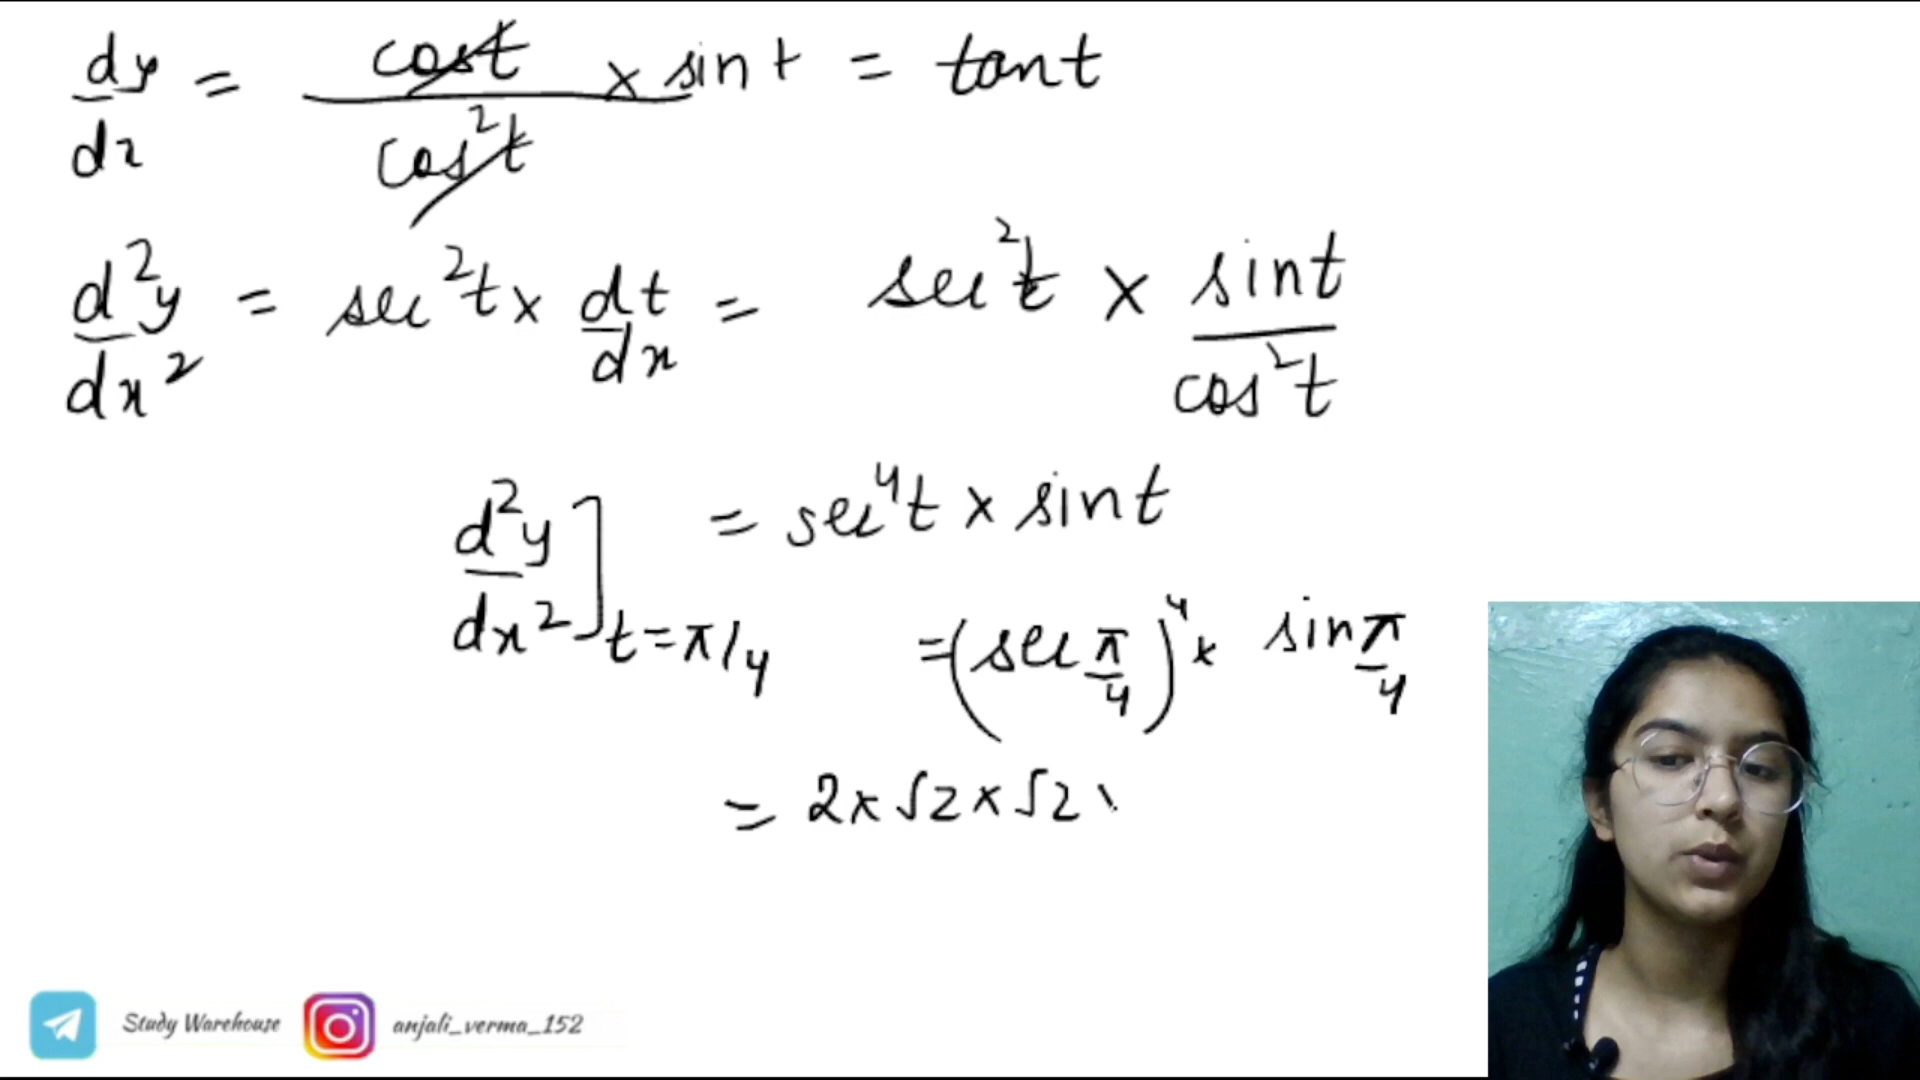 dy/dx = cost/cos²t × sint = tant
d²y/dx² = sec²t × dt/dx = sec²t × sint/cos²t
d²y/dx²]t=π/4 = sec⁴t × sint
= (sec π/4)⁴ × sin π/4
= 2 × √2 × √2
Study Warehouse anjali_verma_152